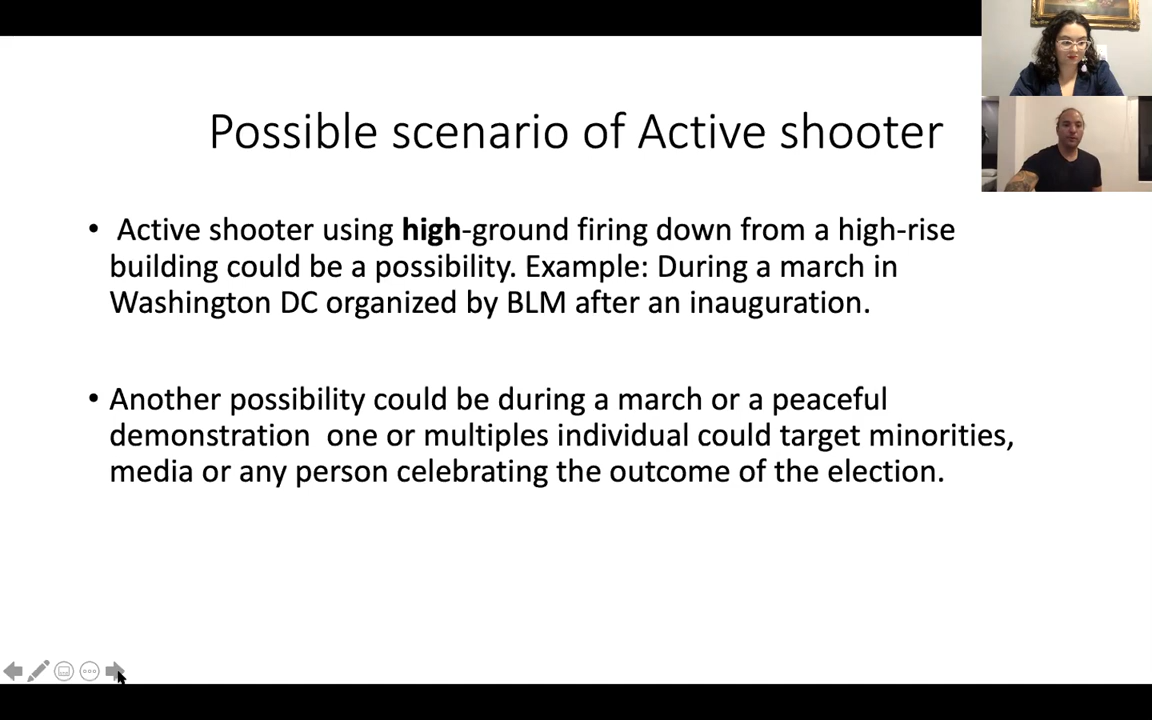 Possible scenario of Active shooter
• Active shooter using high-ground firing down from a high-rise
building could be a possibility. Example: During a march in
Washington DC organized by BLM after an inauguration.
• Another possibility could be during a march or a peaceful
demonstration  one or multiples individual could target minorities,
media or any person celebrating the outcome of the election.